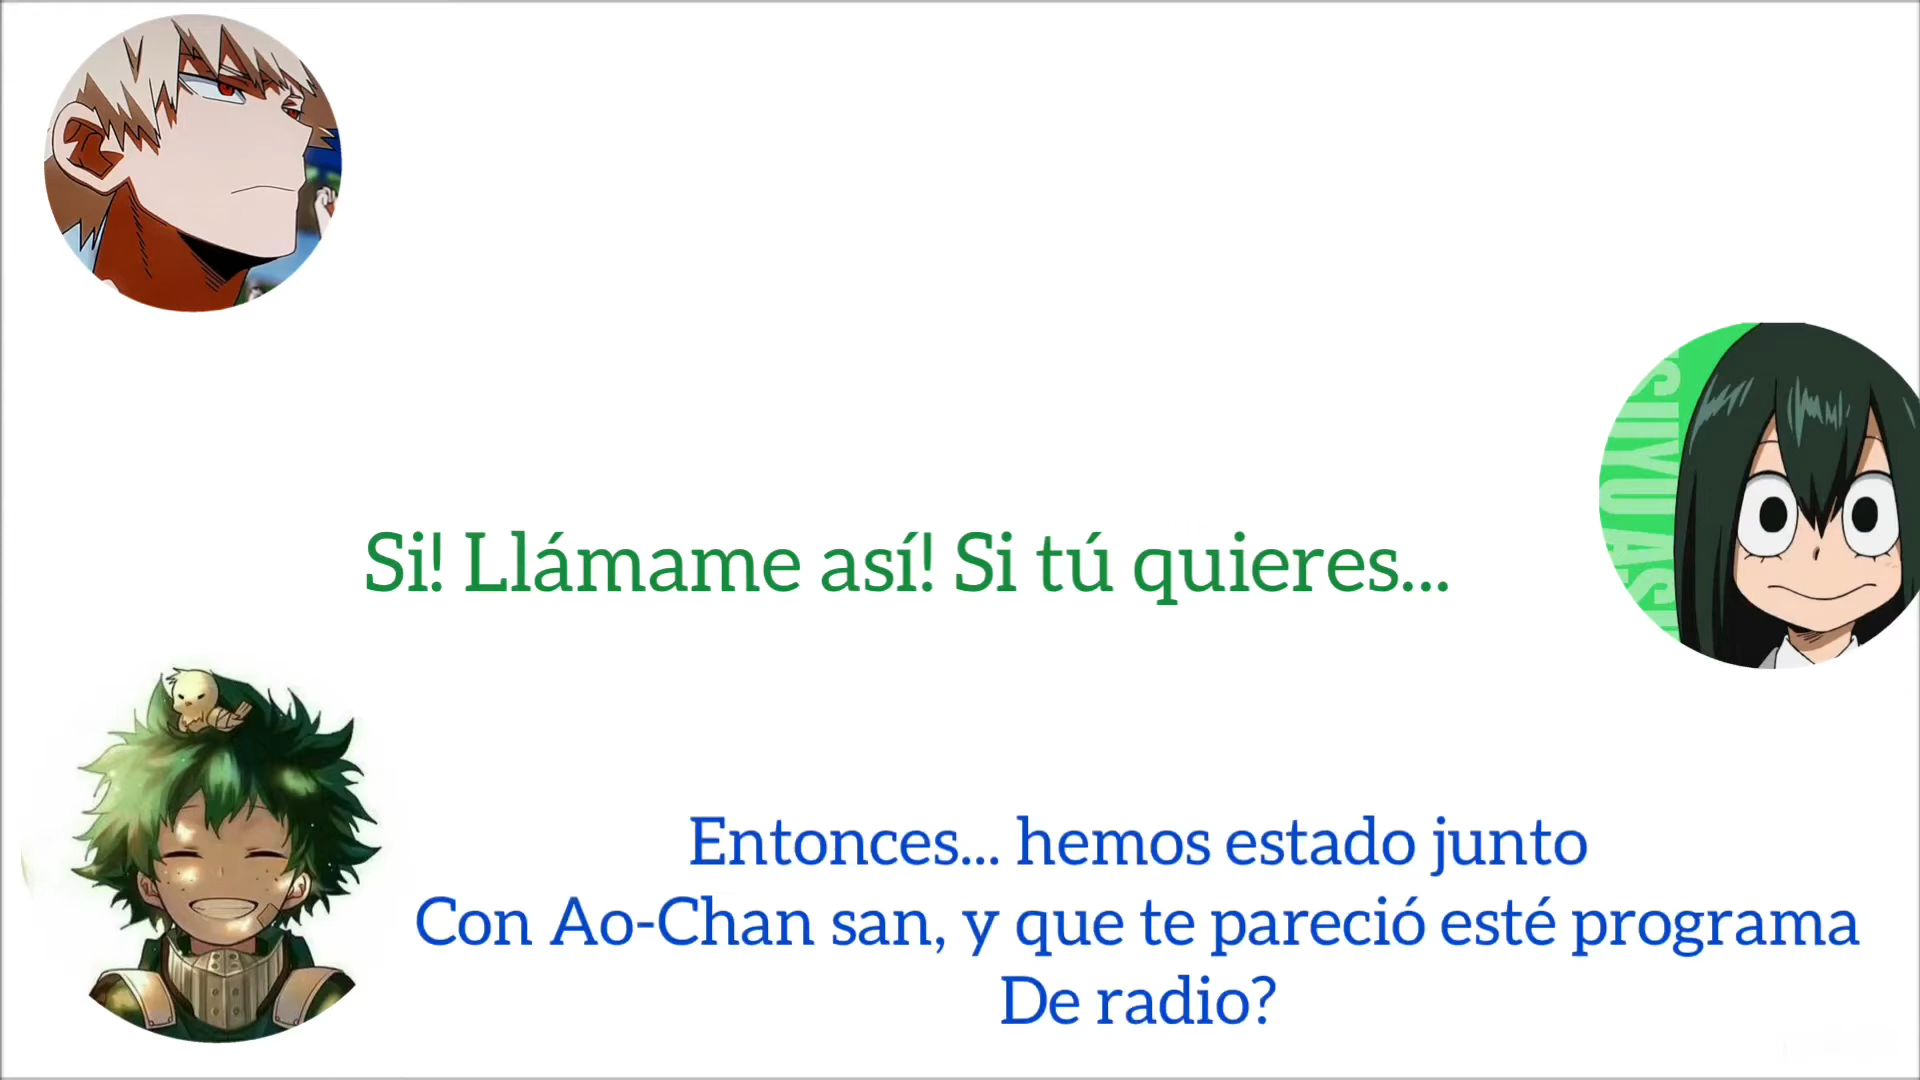 Si! Llámame así! Si tú quieres...
Entonces... hemos estado junto
Con Ao-Chan san, y que te pareció esté programa
De radio?